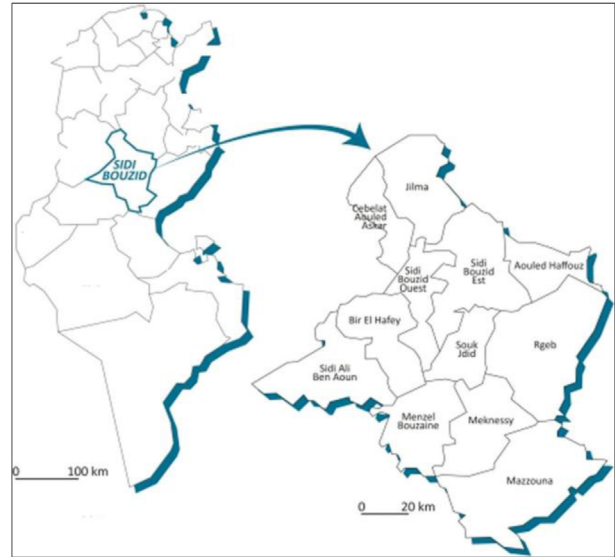 SIDI
BOUZID
Jilma
Cebelat
Aouled
Askar
Sidi
Bouzid
Ouest
Sidi
Bouzid
Est
Aouled Haffouz
Bir El Hafey
Souk
Jdid
Rgeb
Sidi Ali
Ben Aoun
Menzel
Bouzaine
Meknessy
Mazzouna
0 100 km
0 20 km